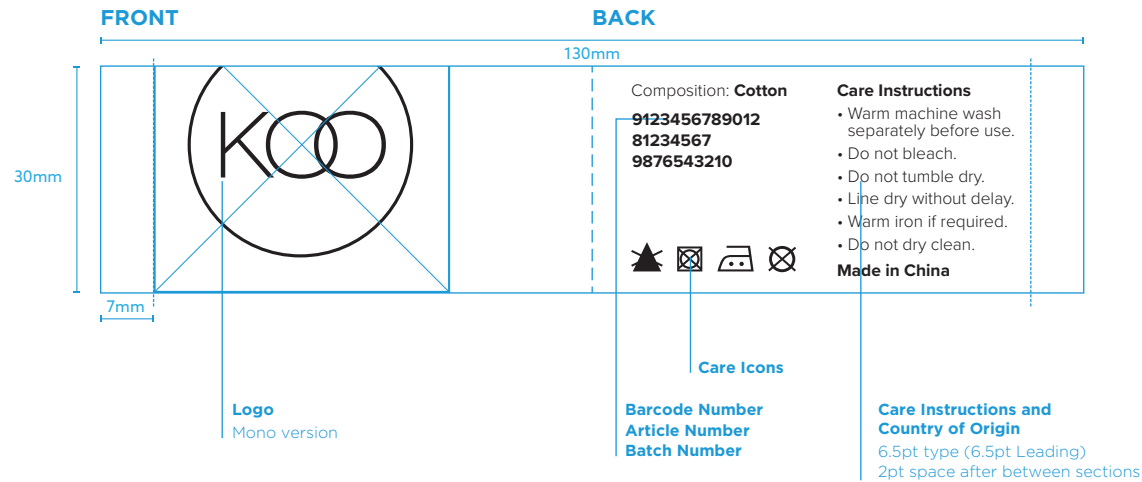 FRONT
BACK
130mm
30mm
7mm
KOO
Composition: Cotton
9123456789012
81234567
9876543210
Care Instructions
• Warm machine wash
separately before use.
• Do not bleach.
• Do not tumble dry.
• Line dry without delay.
• Warm iron if required.
• Do not dry clean.
Made in China
Care Icons
Logo
Mono version
Barcode Number
Article Number
Batch Number
Care Instructions and
Country of Origin
6.5pt type (6.5pt Leading)
2pt space after between sections